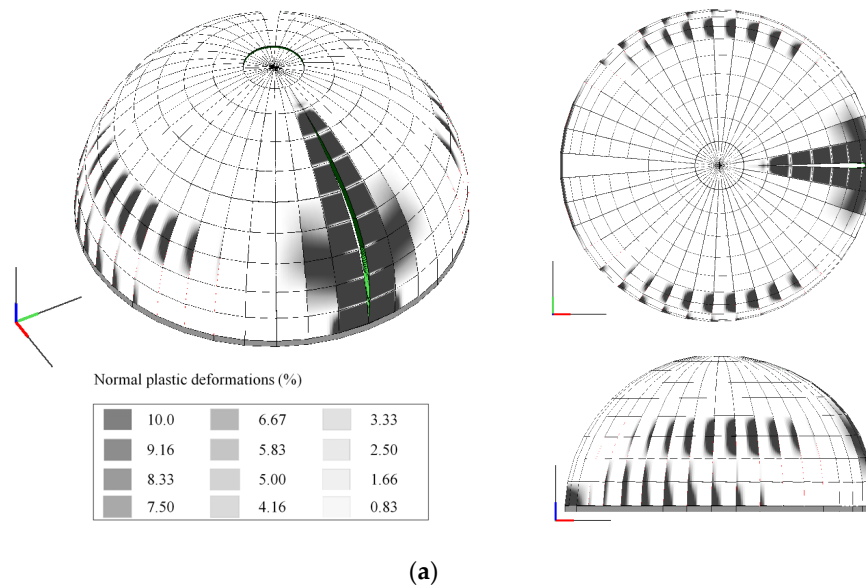 Normal plastic deformations (%)
10.0 6.67 3.33
9.16 5.83 2.50
8.33 5.00 1.66
7.50 4.16 0.83
(a)